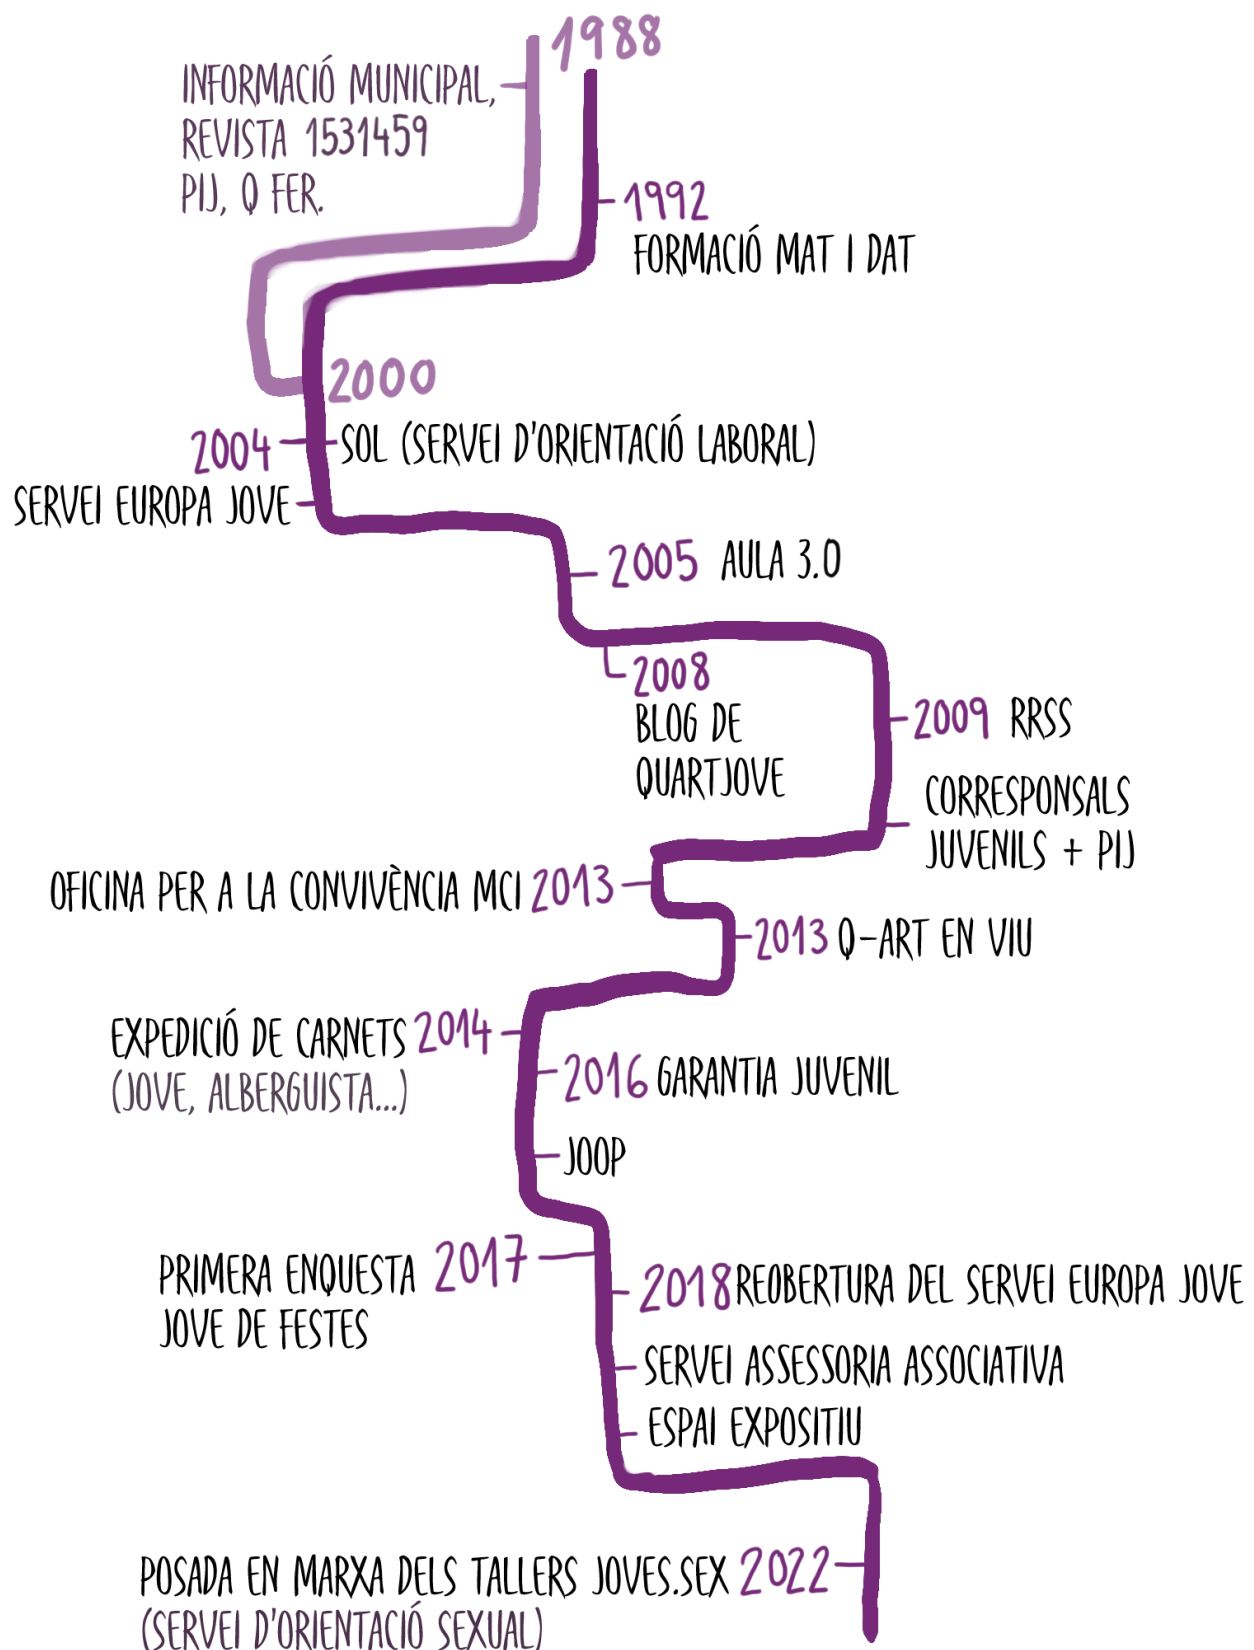 1988
INFORMACIÓ MUNICIPAL,
REVISTA 1531459
PIJ, Q FER.
1992
FORMACIÓ MAT I DAT
2000
2004
SOL (SERVEI D'ORIENTACIÓ LABORAL)
SERVEI EUROPA JOVE
2005 AULA 3.0
2008
BLOG DE
QUARTJOVE
2009 RRSS
CORRESPONSALS
JUVENILS + PIJ
OFICINA PER A LA CONVIVÈNCIA MCI 2013
2013 Q-ART EN VIU
EXPEDICIÓ DE CARNETS 2014
(JOVE, ALBERGUISTA...)
2016 GARANTIA JUVENIL
JOOP
PRIMERA ENQUESTA 2017
JOVE DE FESTES
2018 REOBERTURA DEL SERVEI EUROPA JOVE
SERVEI ASSESSORIA ASSOCIATIVA
ESPAI EXPOSITIU
POSADA EN MARXA DELS TALLERS JOVES.SEX 2022
(SERVEI D'ORIENTACIÓ SEXUAL)